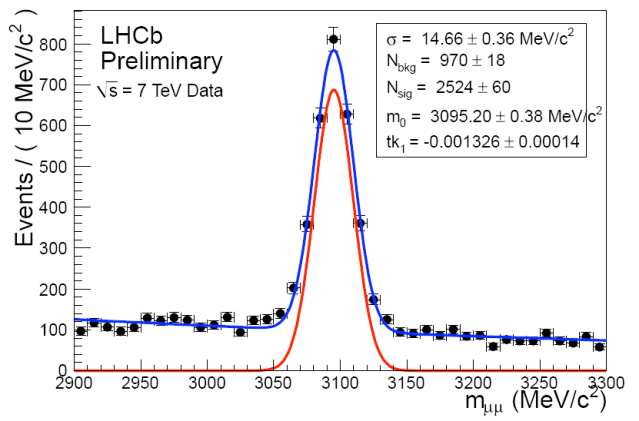 LHCb
Preliminary
√s = 7 TeV Data
σ = 14.66 ± 0.36 MeV/c²
N_bkg = 970 ± 18
N_sig = 2524 ± 60
m₀ = 3095.20 ± 0.38 MeV/c²
tk₁ = -0.001326 ± 0.00014
Events / ( 10 MeV/c² )
800
700
600
500
400
300
200
100
0
2900 2950 3000 3050 3100 3150 3200 3250 3300
m_μμ (MeV/c²)